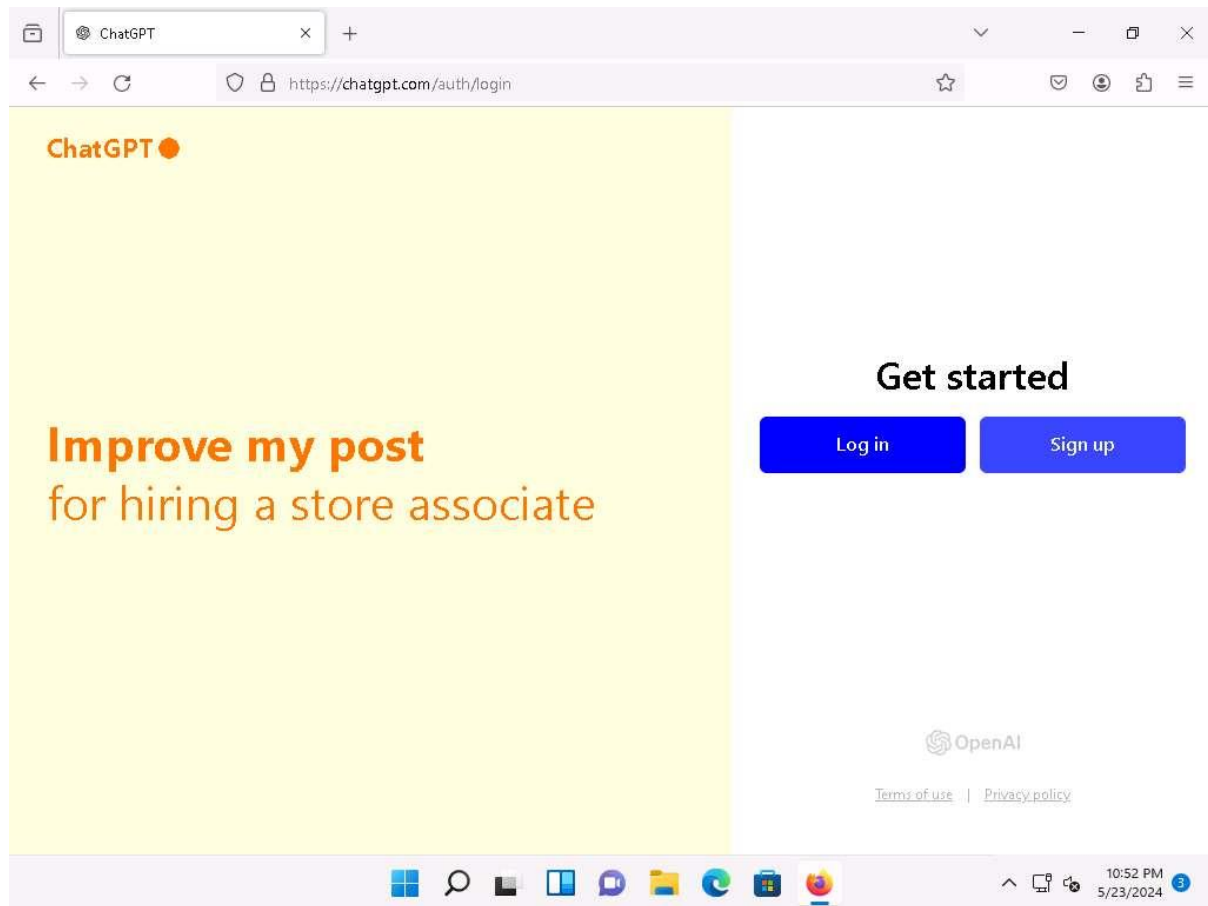 ChatGPT
https://chatgpt.com/auth/login
ChatGPT
Improve my post
for hiring a store associate
Get started
Log in
Sign up
OpenAI
Terms of use | Privacy policy
10:52 PM
5/23/2024
3